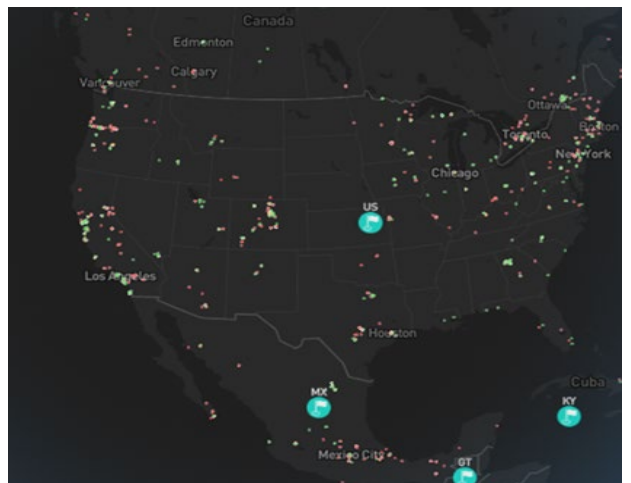 Canada
Edmonton
Calgary
Vancouver
Ottawa
Toronto
Boston
New York
Chicago
US
Los Angeles
Houston
Cuba
MX
KY
Mexico City
GT